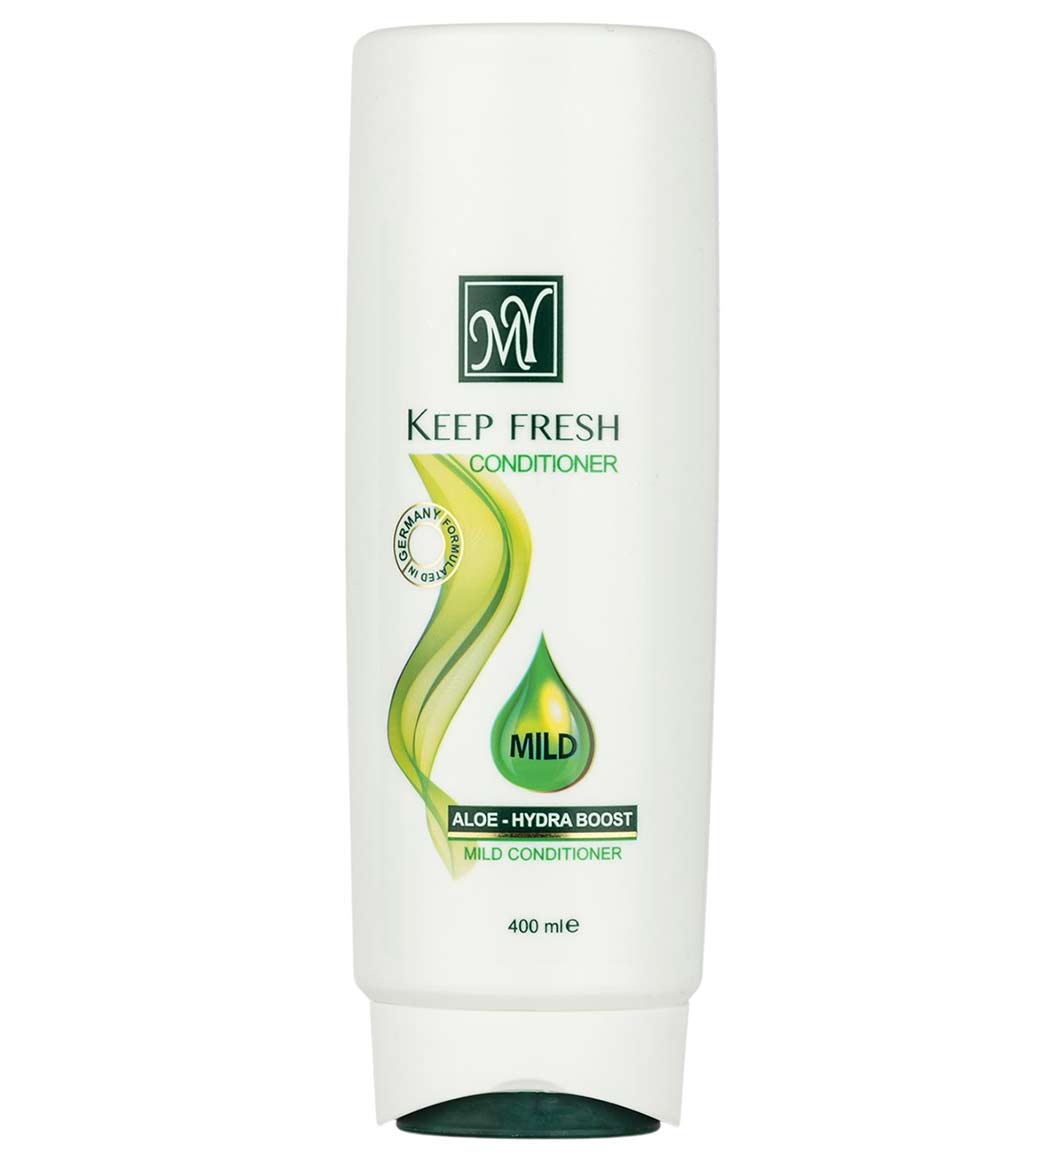 MY
KEEP FRESH
CONDITIONER
FORMULATED IN GERMANY
MILD
ALOE - HYDRA BOOST
MILD CONDITIONER
400 ml e